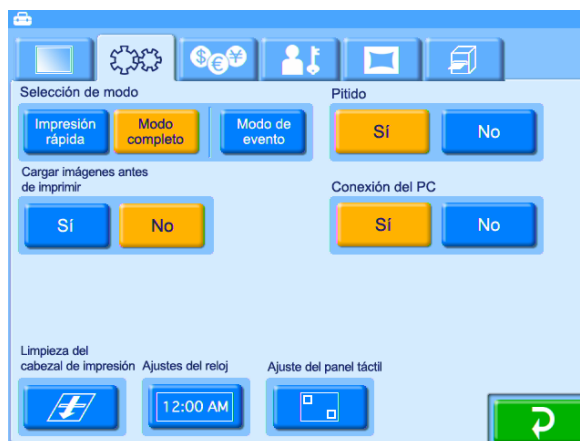 Selección de modo
Pitido
Impresión
rápida
Modo
completo
Modo de
evento
Sí
No
Cargar imágenes antes
de imprimir
Conexión del PC
Sí
No
Sí
No
Limpieza del
cabezal de impresión
Ajustes del reloj
Ajuste del panel táctil
12:00 AM